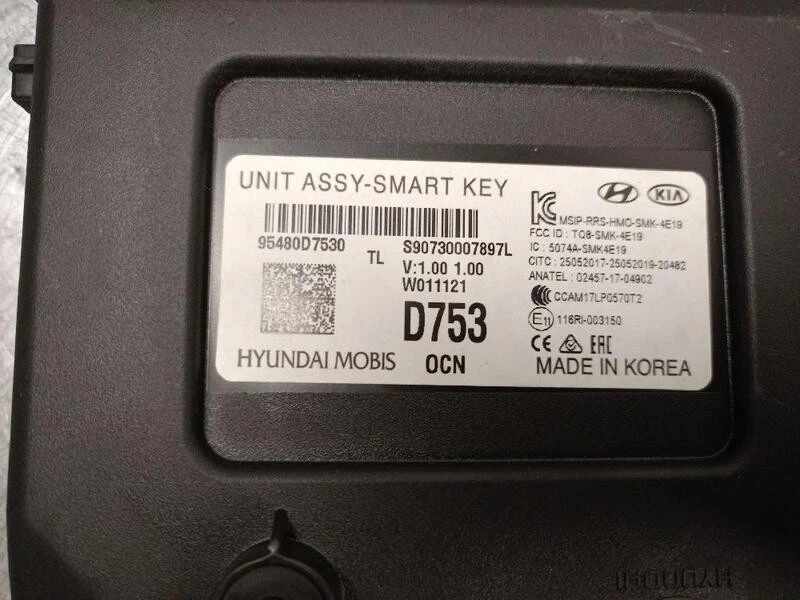 UNIT ASSY-SMART KEY
KIA
95480D7530
TL
S90730007897L
V:1.00 1.00
W011121
D753
OCN
HYUNDAI MOBIS
MSIP-RRS-HMO-SMK-4E19
FCC ID : TQ8-SMK-4E19
IC : 5074A-SMK4E19
CITC : 25052017-25052019-20482
ANATEL : 02457-17-04902
CCAM17LP0570T2
E11 116RI-003150
CE EAC
MADE IN KOREA